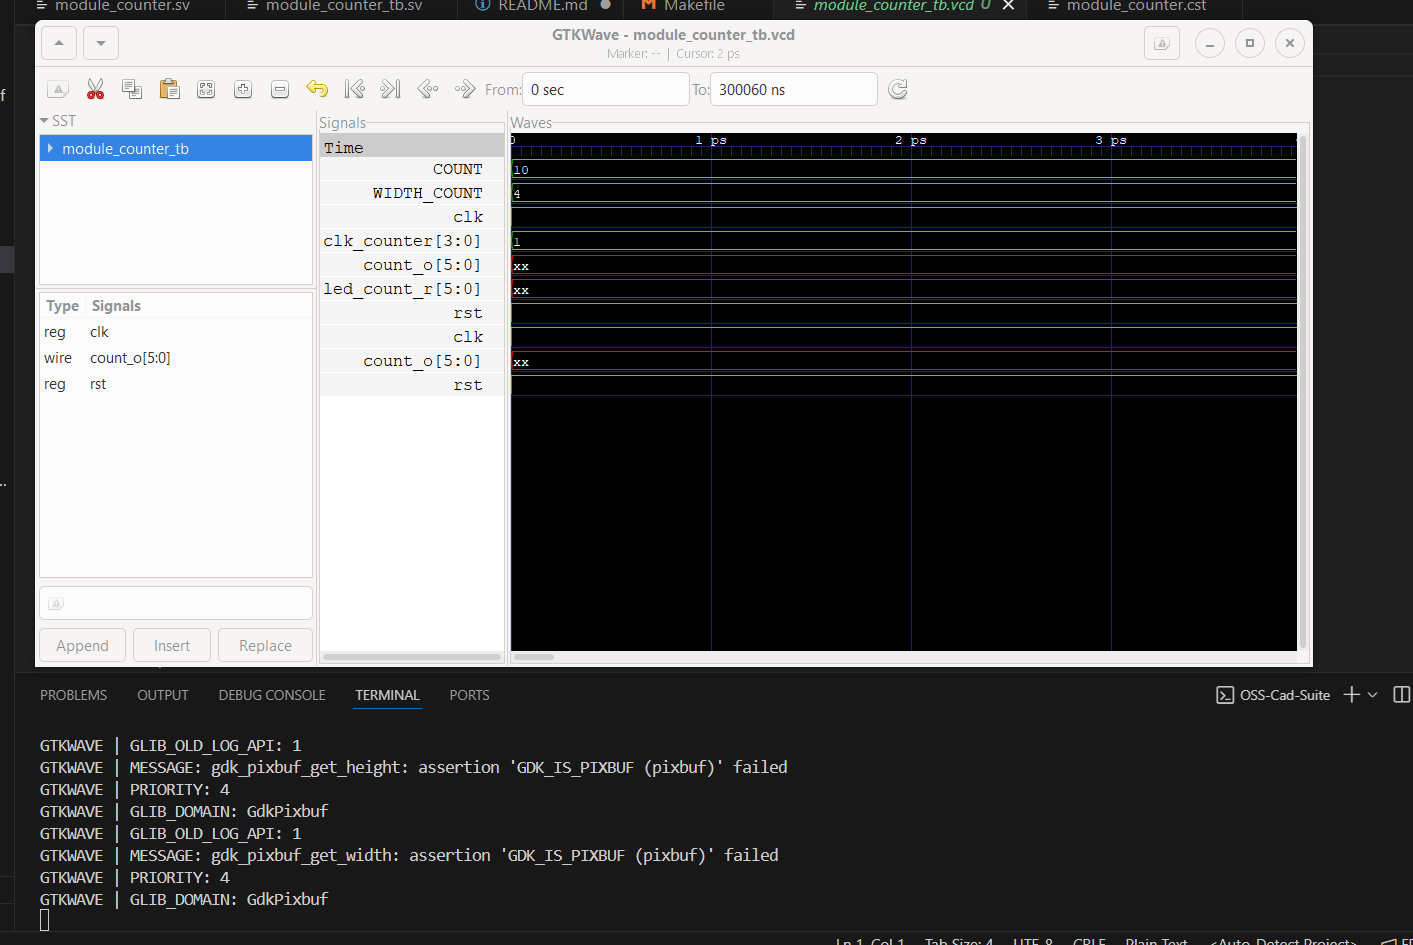 module_counter.sv
module_counter_tb.sv
README.md
Makefile
module_counter_tb.vcd U
module_counter.cst
GTKWave - module_counter_tb.vcd
Marker: -- | Cursor: 2 ps
From: 0 sec To: 300060 ns
f
SST
module_counter_tb
Type Signals
reg clk
wire count_o[5:0]
reg rst
Append Insert Replace
Signals
Time
COUNT
WIDTH_COUNT
clk
clk_counter[3:0]
count_o[5:0]
led_count_r[5:0]
rst
clk
count_o[5:0]
rst
Waves
0 1 ps 2 ps 3 ps
10
4
1
xx
xx
xx
PROBLEMS OUTPUT DEBUG CONSOLE TERMINAL PORTS
OSS-Cad-Suite
GTKWAVE | GLIB_OLD_LOG_API: 1
GTKWAVE | MESSAGE: gdk_pixbuf_get_height: assertion 'GDK_IS_PIXBUF (pixbuf)' failed
GTKWAVE | PRIORITY: 4
GTKWAVE | GLIB_DOMAIN: GdkPixbuf
GTKWAVE | GLIB_OLD_LOG_API: 1
GTKWAVE | MESSAGE: gdk_pixbuf_get_width: assertion 'GDK_IS_PIXBUF (pixbuf)' failed
GTKWAVE | PRIORITY: 4
GTKWAVE | GLIB_DOMAIN: GdkPixbuf
Ln 1, Col 1 Tab Size: 4 UTF-8 CRLF Plain Text <Auto-Detect Project>